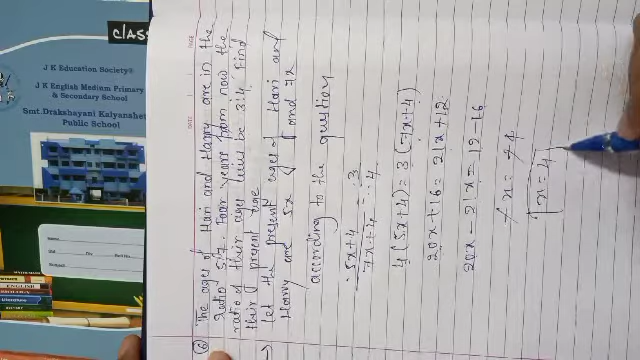 CLASS
J K Education Society®
J K English Medium Primary
& Secondary School
Smt. Drakshayani Kalyanshet
Public School
DATE
PAGE
6 The ages of Hari and Harry are in the
ratio 5:7. Four years from now the
ratio of their ages will be 3:4. Find
their present age
→ Let the present ages of Hari and
Harry are 5x and 7x
according to the question
5x+4 / 7x+4 = 3 / 4
4(5x+4) = 3(7x+4)
20x+16 = 21x+12
20x-21x = 12-16
-x = -4
x = 4